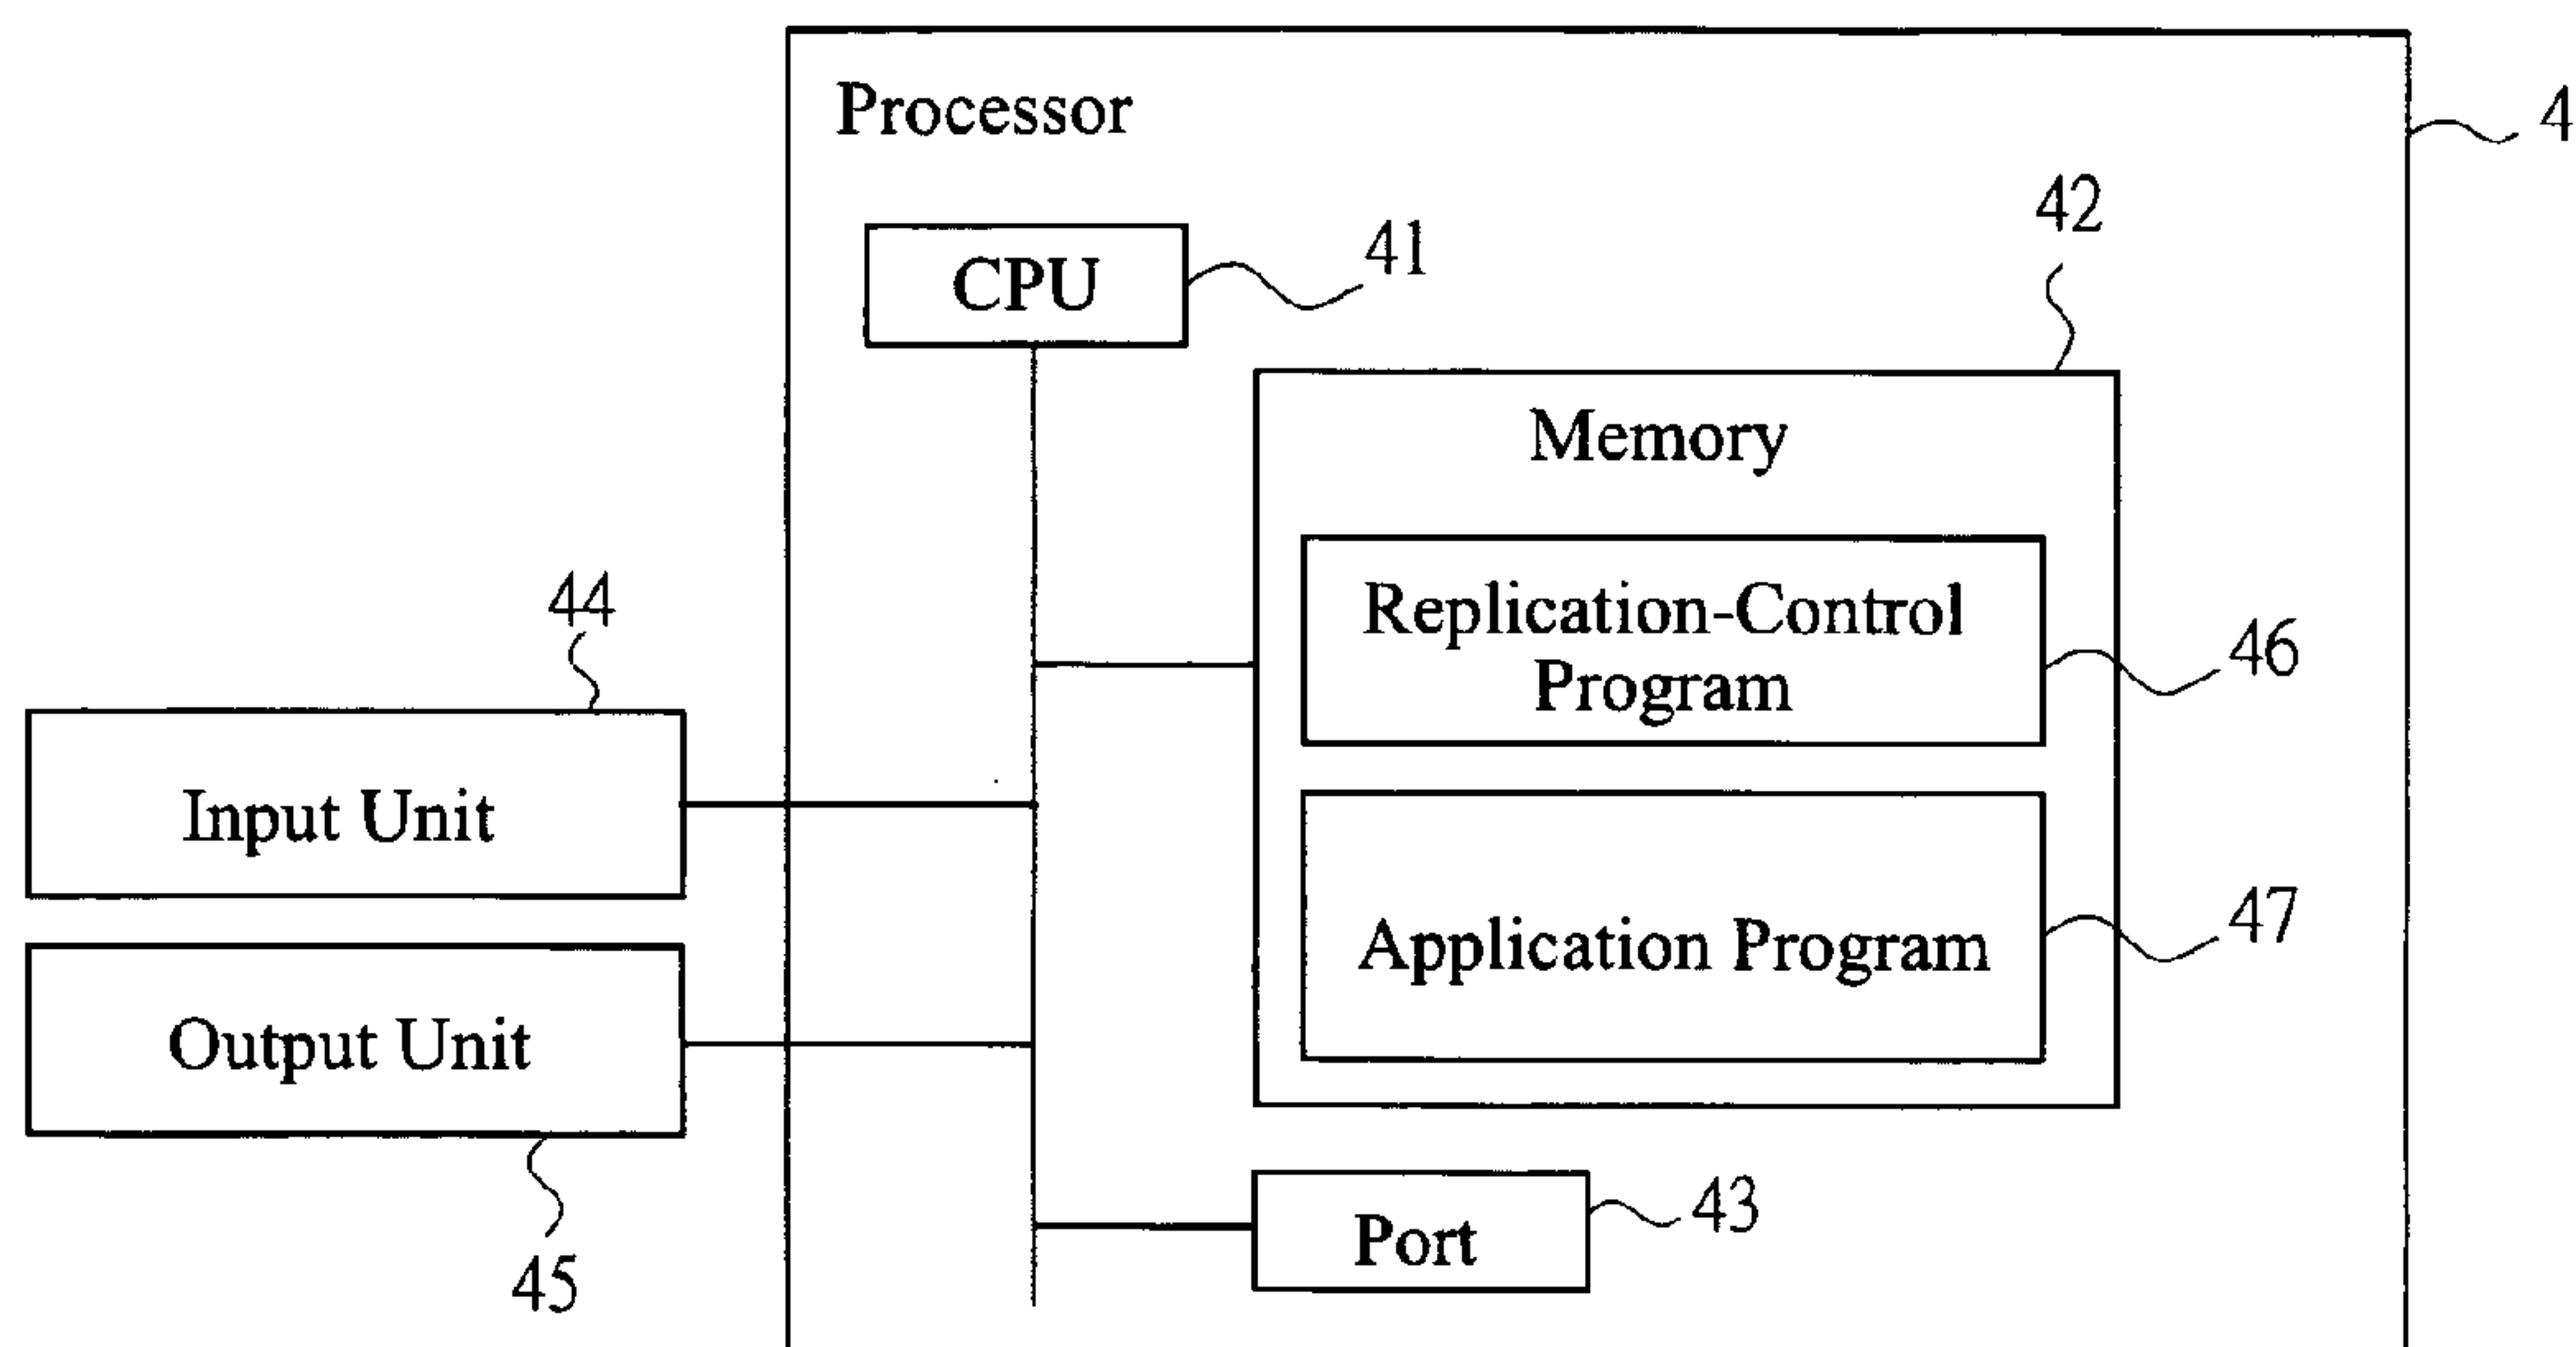 Processor
4
CPU
41
42
Memory
Replication-Control
Program
46
44
Input Unit
Application Program
47
Output Unit
45
Port
43